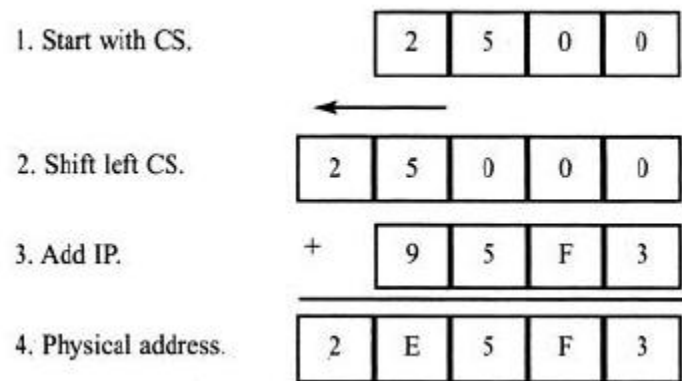 1. Start with CS. 2 5 0 0
2. Shift left CS. 2 5 0 0 0
3. Add IP. + 9 5 F 3
4. Physical address. 2 E 5 F 3